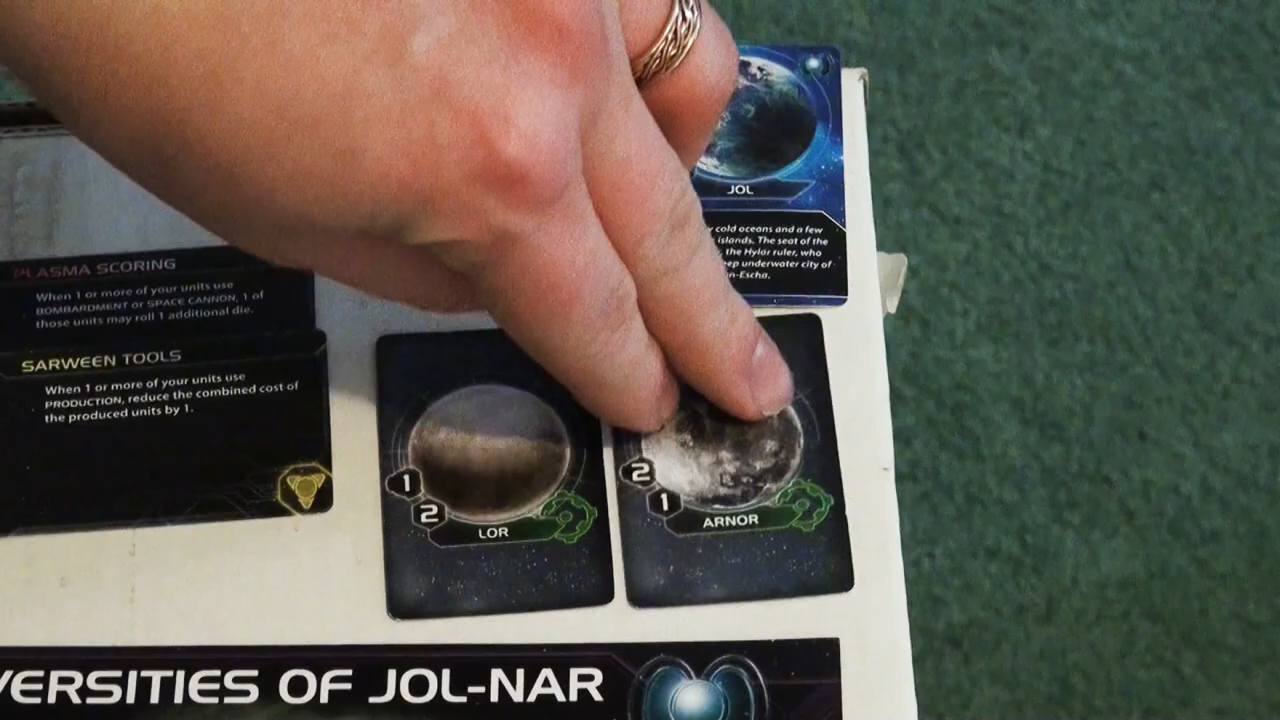 JOL
cold oceans and a few
islands. The seat of the
the Hylar ruler, who
underwater city of
PLASMA SCORING
When 1 or more of your units use
BOMBARDMENT or SPACE CANNON, 1 of
those units may roll 1 additional die.
SARWEEN TOOLS
When 1 or more of your units use
PRODUCTION, reduce the combined cost of
the produced units by 1.
1
2
LOR
2
1
ARNOR
VERSITIES OF JOL-NAR